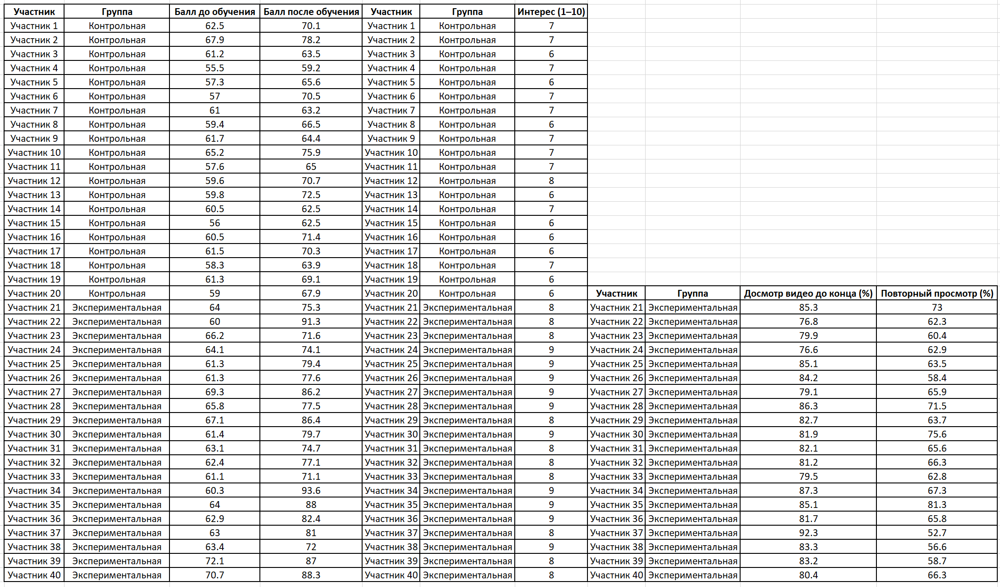 Участник Группа Балл до обучения Балл после обучения Участник Группа Интерес (1–10)
Участник 1 Контрольная 62.5 70.1 Участник 1 Контрольная 7
Участник 2 Контрольная 67.9 78.2 Участник 2 Контрольная 7
Участник 3 Контрольная 61.2 63.5 Участник 3 Контрольная 6
Участник 4 Контрольная 55.5 59.2 Участник 4 Контрольная 7
Участник 5 Контрольная 57.3 65.6 Участник 5 Контрольная 6
Участник 6 Контрольная 57 70.5 Участник 6 Контрольная 7
Участник 7 Контрольная 61 63.2 Участник 7 Контрольная 7
Участник 8 Контрольная 59.4 66.5 Участник 8 Контрольная 6
Участник 9 Контрольная 61.7 64.4 Участник 9 Контрольная 7
Участник 10 Контрольная 65.2 75.9 Участник 10 Контрольная 7
Участник 11 Контрольная 57.6 65 Участник 11 Контрольная 7
Участник 12 Контрольная 59.6 70.7 Участник 12 Контрольная 8
Участник 13 Контрольная 59.8 72.5 Участник 13 Контрольная 6
Участник 14 Контрольная 60.5 62.5 Участник 14 Контрольная 7
Участник 15 Контрольная 56 62.5 Участник 15 Контрольная 6
Участник 16 Контрольная 60.5 71.4 Участник 16 Контрольная 6
Участник 17 Контрольная 61.5 70.3 Участник 17 Контрольная 6
Участник 18 Контрольная 58.3 63.9 Участник 18 Контрольная 7
Участник 19 Контрольная 61.3 69.1 Участник 19 Контрольная 6
Участник 20 Контрольная 59 67.9 Участник 20 Контрольная 6 Участник Группа Досмотр видео до конца (%) Повторный просмотр (%)
Участник 21 Экспериментальная 64 75.3 Участник 21 Экспериментальная 8 Участник 21 Экспериментальная 85.3 73
Участник 22 Экспериментальная 60 91.3 Участник 22 Экспериментальная 8 Участник 22 Экспериментальная 76.8 62.3
Участник 23 Экспериментальная 66.2 71.6 Участник 23 Экспериментальная 8 Участник 23 Экспериментальная 79.9 60.4
Участник 24 Экспериментальная 64.1 74.1 Участник 24 Экспериментальная 9 Участник 24 Экспериментальная 76.6 62.9
Участник 25 Экспериментальная 61.3 79.4 Участник 25 Экспериментальная 9 Участник 25 Экспериментальная 85.1 63.5
Участник 26 Экспериментальная 61.3 77.6 Участник 26 Экспериментальная 9 Участник 26 Экспериментальная 84.2 58.4
Участник 27 Экспериментальная 69.3 86.2 Участник 27 Экспериментальная 9 Участник 27 Экспериментальная 79.1 65.9
Участник 28 Экспериментальная 65.8 77.5 Участник 28 Экспериментальная 9 Участник 28 Экспериментальная 86.3 71.5
Участник 29 Экспериментальная 67.1 86.4 Участник 29 Экспериментальная 8 Участник 29 Экспериментальная 82.7 63.7
Участник 30 Экспериментальная 61.4 79.7 Участник 30 Экспериментальная 9 Участник 30 Экспериментальная 81.9 75.6
Участник 31 Экспериментальная 63.1 74.7 Участник 31 Экспериментальная 8 Участник 31 Экспериментальная 82.1 65.6
Участник 32 Экспериментальная 62.4 77.1 Участник 32 Экспериментальная 8 Участник 32 Экспериментальная 81.2 66.3
Участник 33 Экспериментальная 61.1 71.1 Участник 33 Экспериментальная 8 Участник 33 Экспериментальная 79.5 62.8
Участник 34 Экспериментальная 60.3 93.6 Участник 34 Экспериментальная 9 Участник 34 Экспериментальная 87.3 67.3
Участник 35 Экспериментальная 64 88 Участник 35 Экспериментальная 9 Участник 35 Экспериментальная 85.1 81.3
Участник 36 Экспериментальная 62.9 82.4 Участник 36 Экспериментальная 9 Участник 36 Экспериментальная 81.7 65.8
Участник 37 Экспериментальная 63 81 Участник 37 Экспериментальная 8 Участник 37 Экспериментальная 92.3 52.7
Участник 38 Экспериментальная 63.4 72 Участник 38 Экспериментальная 9 Участник 38 Экспериментальная 83.3 56.6
Участник 39 Экспериментальная 72.1 87 Участник 39 Экспериментальная 8 Участник 39 Экспериментальная 83.2 58.7
Участник 40 Экспериментальная 70.7 88.3 Участник 40 Экспериментальная 8 Участник 40 Экспериментальная 80.4 66.3